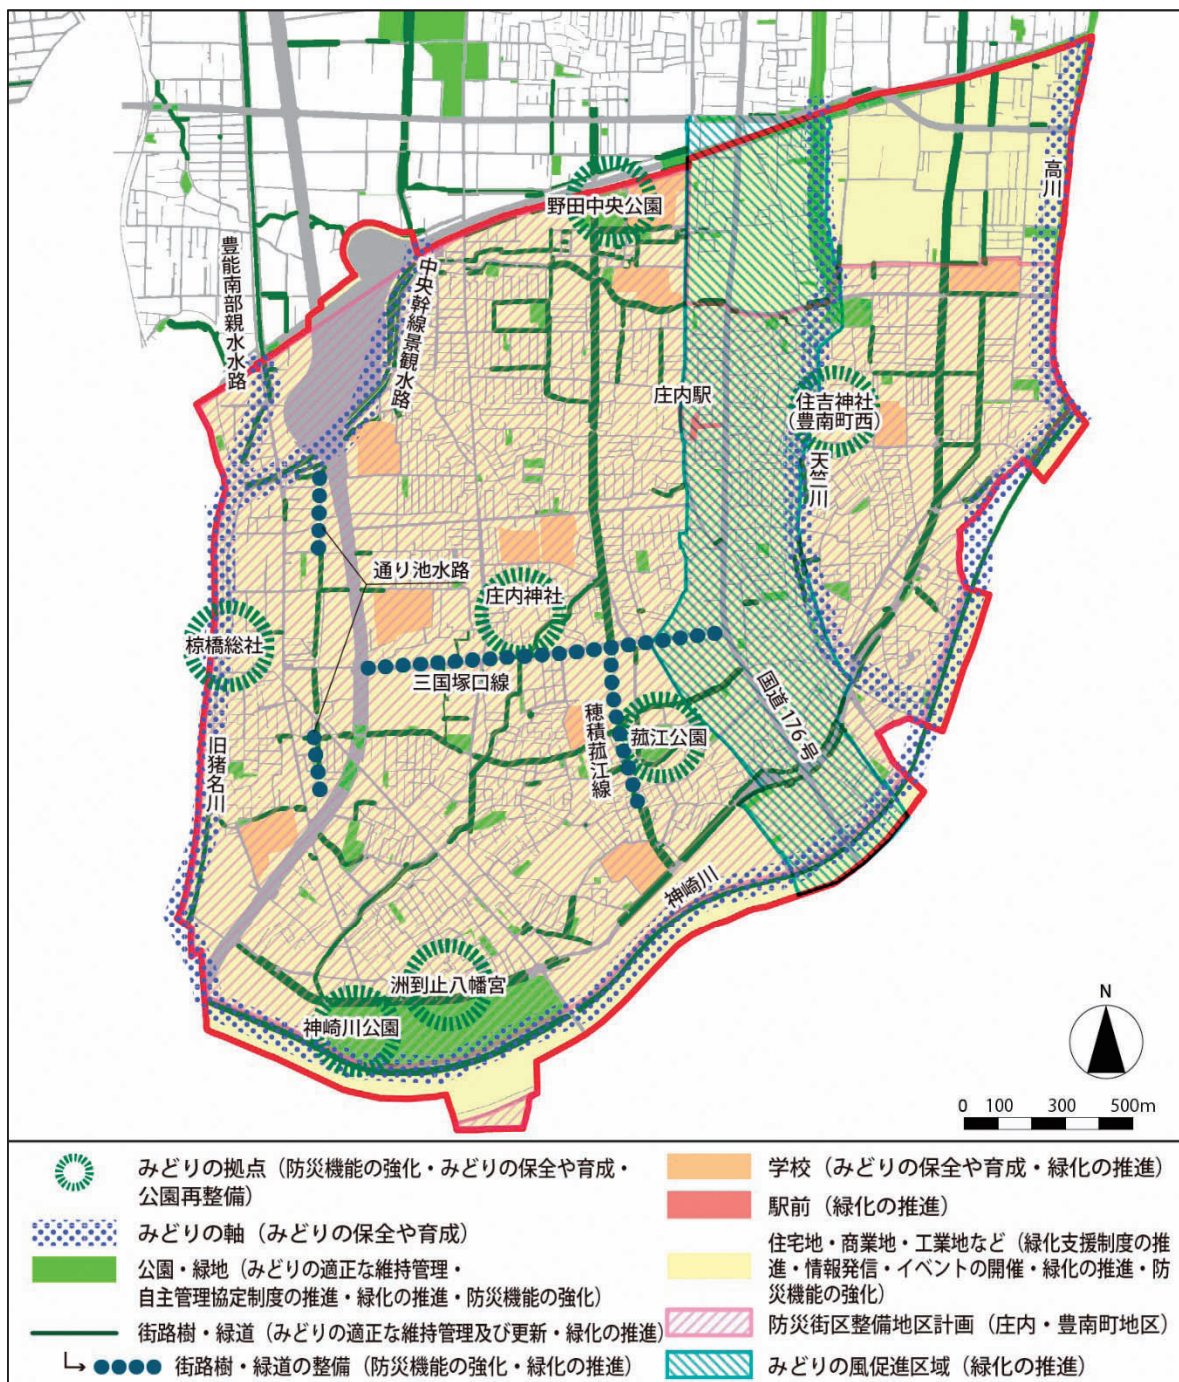 野田中央公園
高川
豊能南部親水水路
中央幹線景観水路
庄内駅
住吉神社
(豊南町西)
天竺川
通り池水路
庄内神社
椋橋総社
三国塚口線
国道176号
穂積菰江線
菰江公園
旧猪名川
神崎川
洲到止八幡宮
神崎川公園
N
0 100 300 500m
みどりの拠点（防災機能の強化・みどりの保全や育成・
公園再整備）
みどりの軸（みどりの保全や育成）
公園・緑地（みどりの適正な維持管理・
自主管理協定制度の推進・緑化の推進・防災機能の強化）
街路樹・緑道（みどりの適正な維持管理及び更新・緑化の推進）
街路樹・緑道の整備（防災機能の強化・緑化の推進）
学校（みどりの保全や育成・緑化の推進）
駅前（緑化の推進）
住宅地・商業地・工業地など（緑化支援制度の推
進・情報発信・イベントの開催・緑化の推進・防
災機能の強化）
防災街区整備地区計画（庄内・豊南町地区）
みどりの風促進区域（緑化の推進）